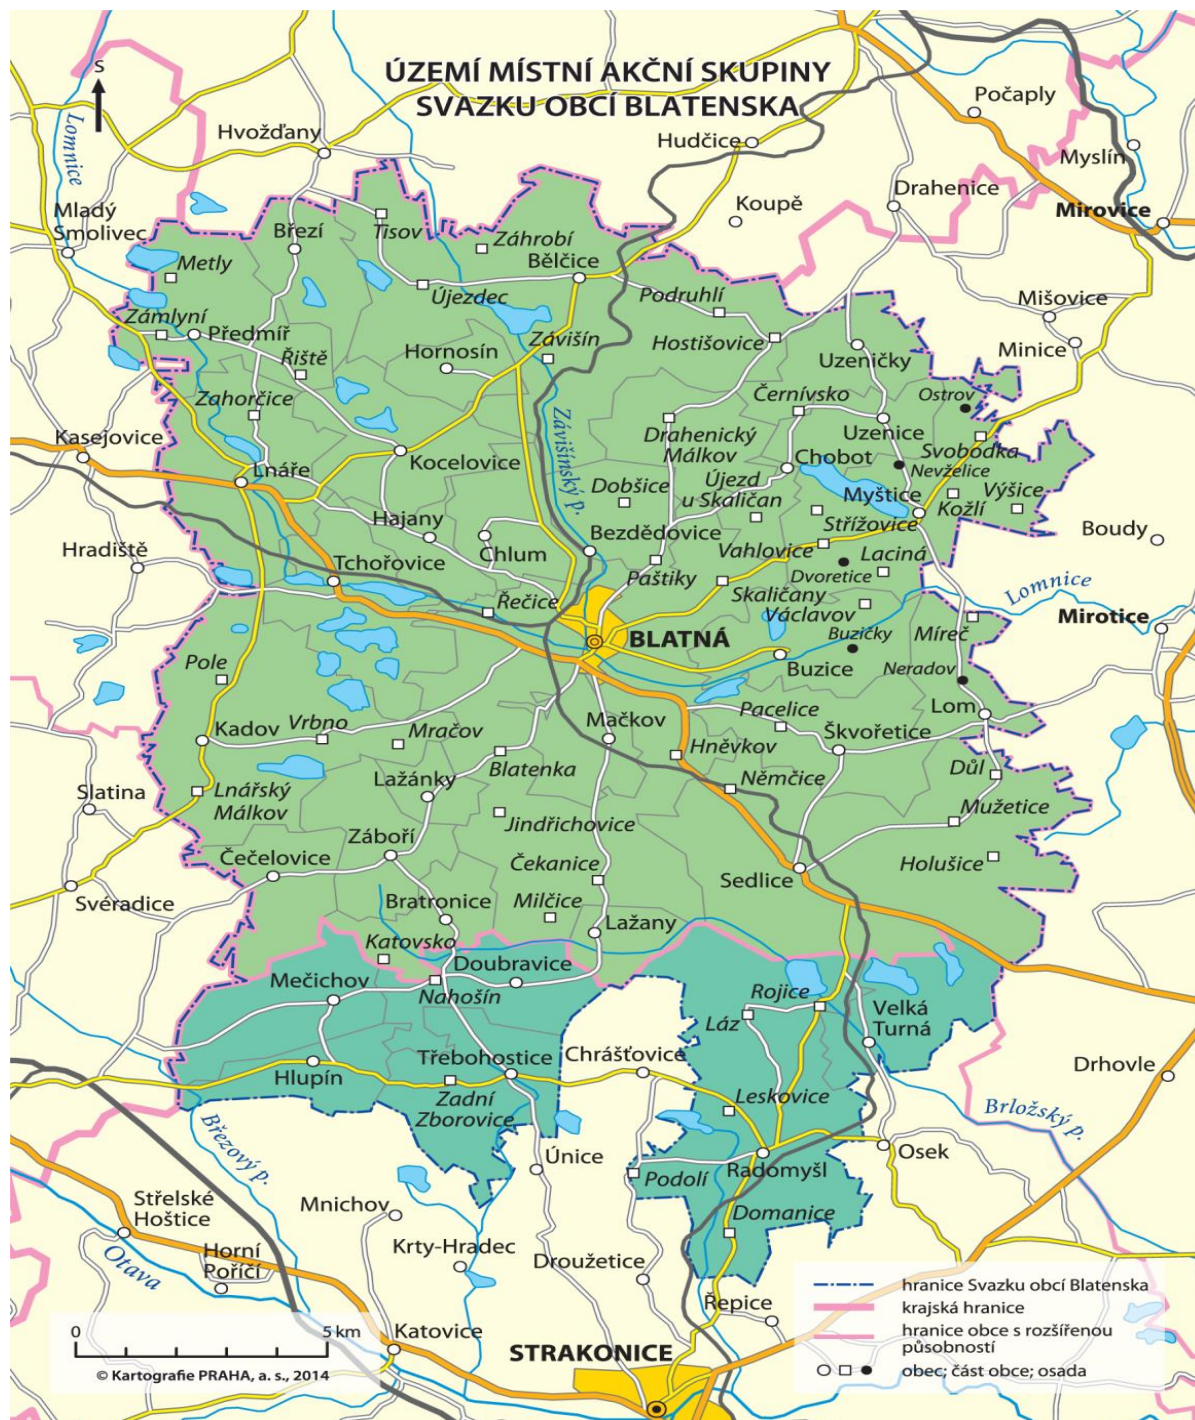 ÚZEMÍ MÍSTNÍ AKČNÍ SKUPINY
SVAZKU OBCÍ BLATENSKA
S
Lomnice
Hvožďany
Hudčice
Počaply
Myslín
Mladý
Smolivec
Březí
Tisov
Záhrobí
Bělčice
Koupě
Drahenice
Mirovice
Metly
Újezdec
Podruhlí
Mišovice
Zámlyní
Předmíř
Řiště
Hornosín
Závišín
Hostišovice
Uzeničky
Minice
Zahorčice
Černívsko
Ostrov
Kasejovice
Lnáře
Kocelovice
Závišínský p.
Drahenický
Málkov
Chobot
Uzenice
Svobodka
Nevželice
Dobšice
Újezd
u Skaličan
Myštice
Výšice
Kožlí
Hajany
Chlum
Bezdědovice
Střížovice
Boudy
Hradiště
Tchořovice
Paštiky
Vahlovice
Laciná
Dvoretice
Skaličany
Lomnice
Řečice
Václavov
Míreč
Mirotice
BLATNÁ
Buzičky
Buzice
Neradov
Pole
Kadov
Vrbno
Mračov
Mačkov
Pacelice
Škvořetice
Lom
Blatenka
Hněvkov
Slatina
Lnářský
Málkov
Lažánky
Němčice
Důl
Jindřichovice
Mužetice
Záboří
Čečelovice
Čekanice
Sedlice
Holušice
Svéradice
Bratronice
Milčice
Lažany
Katovsko
Doubravice
Mečichov
Nahošín
Rojice
Láz
Velká
Turná
Třebohostice
Chrášťovice
Hlupín
Zadní
Zborovice
Leskovice
Drhovle
Březový p.
Brložský p.
Únice
Podolí
Radomyšl
Osek
Střelské
Hoštice
Mnichov
Domanice
Otava
Horní
Poříčí
Krty-Hradec
Droužetice
Řepice
Katovice
STRAKONICE
0 5 km
© Kartografie PRAHA, a. s., 2014
hranice Svazku obcí Blatenska
krajská hranice
hranice obce s rozšířenou
působností
obec; část obce; osada